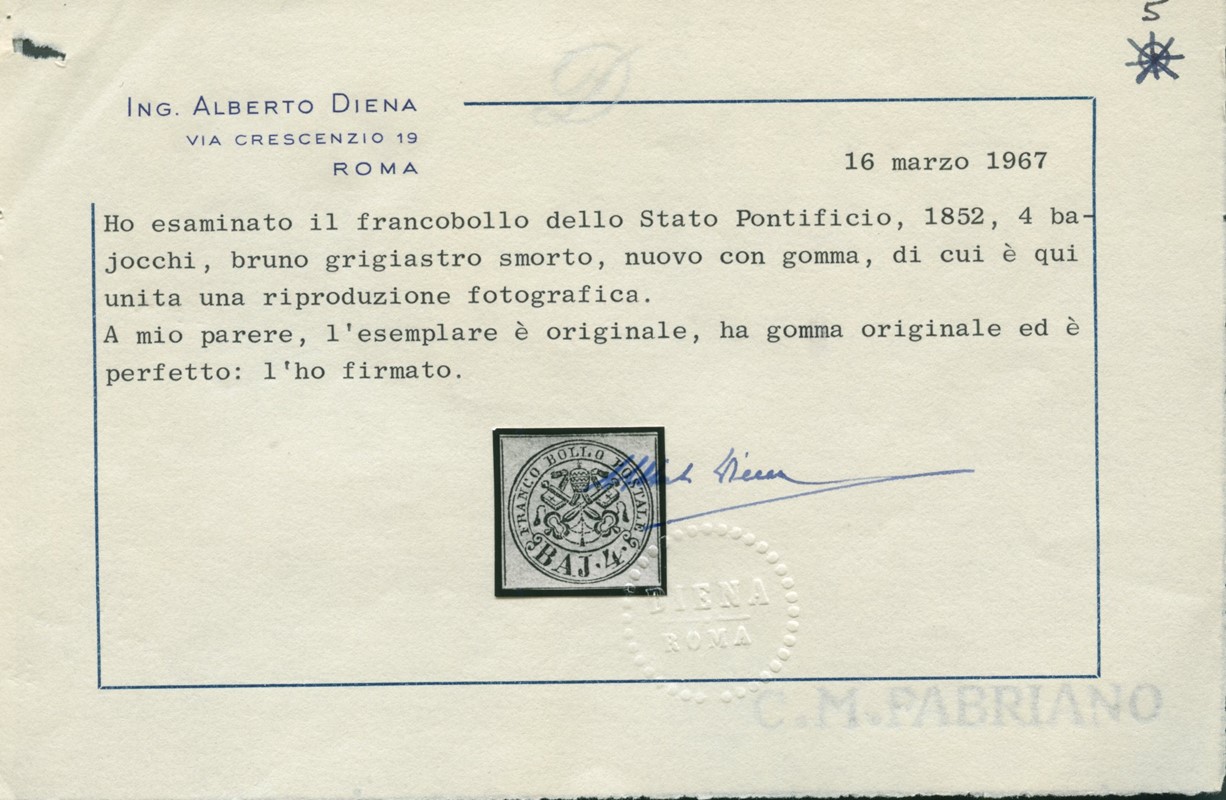 5
ING. ALBERTO DIENA
VIA CRESCENZIO 19
ROMA
16 marzo 1967
Ho esaminato il francobollo dello Stato Pontificio, 1852, 4 ba-
jocchi, bruno grigiastro smorto, nuovo con gomma, di cui è qui
unita una riproduzione fotografica.
A mio parere, l'esemplare è originale, ha gomma originale ed è
perfetto: l'ho firmato.
FRANCO BOLLO POSTALE
BAJ. 4.
Alberto Diena
DIENA
ROMA
C.M.FABRIANO